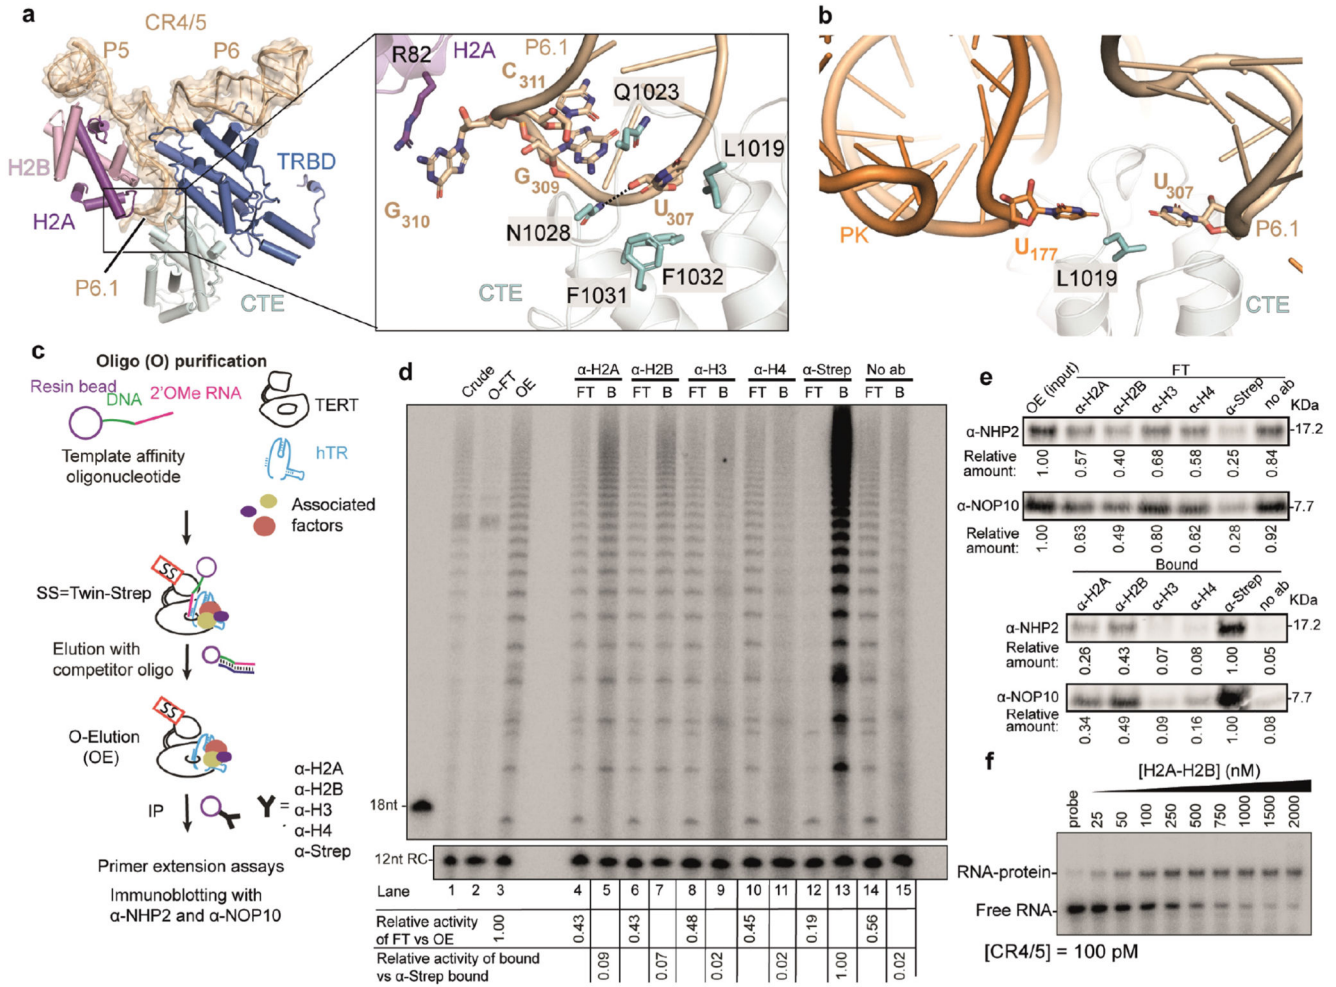 a
CR4/5
P5
P6
H2B
H2A
TRBD
P6.1
CTE
R82
H2A
P6.1
C311
Q1023
L1019
G309
G310
U307
N1028
F1032
F1031
CTE
b
PK
U177
U307
P6.1
L1019
CTE
c
Oligo (O) purification
Resin bead
DNA
2'OMe RNA
TERT
Template affinity
oligonucleotide
hTR
Associated
factors
SS
SS=Twin-Strep
Elution with
competitor oligo
SS
O-Elution
(OE)
IP
Y =
α-H2A
α-H2B
α-H3
α-H4
α-Strep
Primer extension assays
Immunoblotting with
α-NHP2 and α-NOP10
d
Crude
O-FT
OE
α-H2A α-H2B α-H3 α-H4 α-Strep No ab
FT B FT B FT B FT B FT B FT B
18nt
12nt RC
Lane 1 2 3 4 5 6 7 8 9 10 11 12 13 14 15
Relative activity
of FT vs OE
1.00 0.43 0.43 0.48 0.45 0.19 0.56
Relative activity of bound
vs α-Strep bound
0.09 0.07 0.02 0.02 1.00 0.02
e
FT
OE (input) α-H2A α-H2B α-H3 α-H4 α-Strep no ab
KDa
α-NHP2 -17.2
Relative
amount:
1.00 0.57 0.40 0.68 0.58 0.25 0.84
α-NOP10 -7.7
Relative
amount:
1.00 0.63 0.49 0.80 0.62 0.28 0.92
Bound
α-H2A α-H2B α-H3 α-H4 α-Strep no ab
KDa
α-NHP2 -17.2
Relative
amount:
0.26 0.43 0.07 0.08 1.00 0.05
α-NOP10 -7.7
Relative
amount:
0.34 0.49 0.09 0.16 1.00 0.08
f
[H2A-H2B] (nM)
probe 25 50 100 250 500 750 1000 1500 2000
RNA-protein-
Free RNA-
[CR4/5] = 100 pM